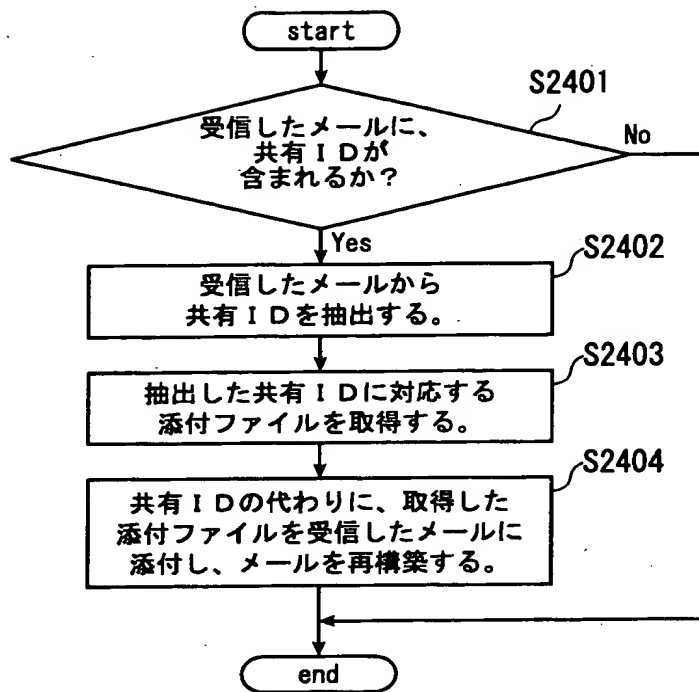 start
S2401
受信したメールに、
共有ＩＤが
含まれるか？
No
Yes
S2402
受信したメールから
共有ＩＤを抽出する。
S2403
抽出した共有ＩＤに対応する
添付ファイルを取得する。
S2404
共有ＩＤの代わりに、取得した
添付ファイルを受信したメールに
添付し、メールを再構築する。
end